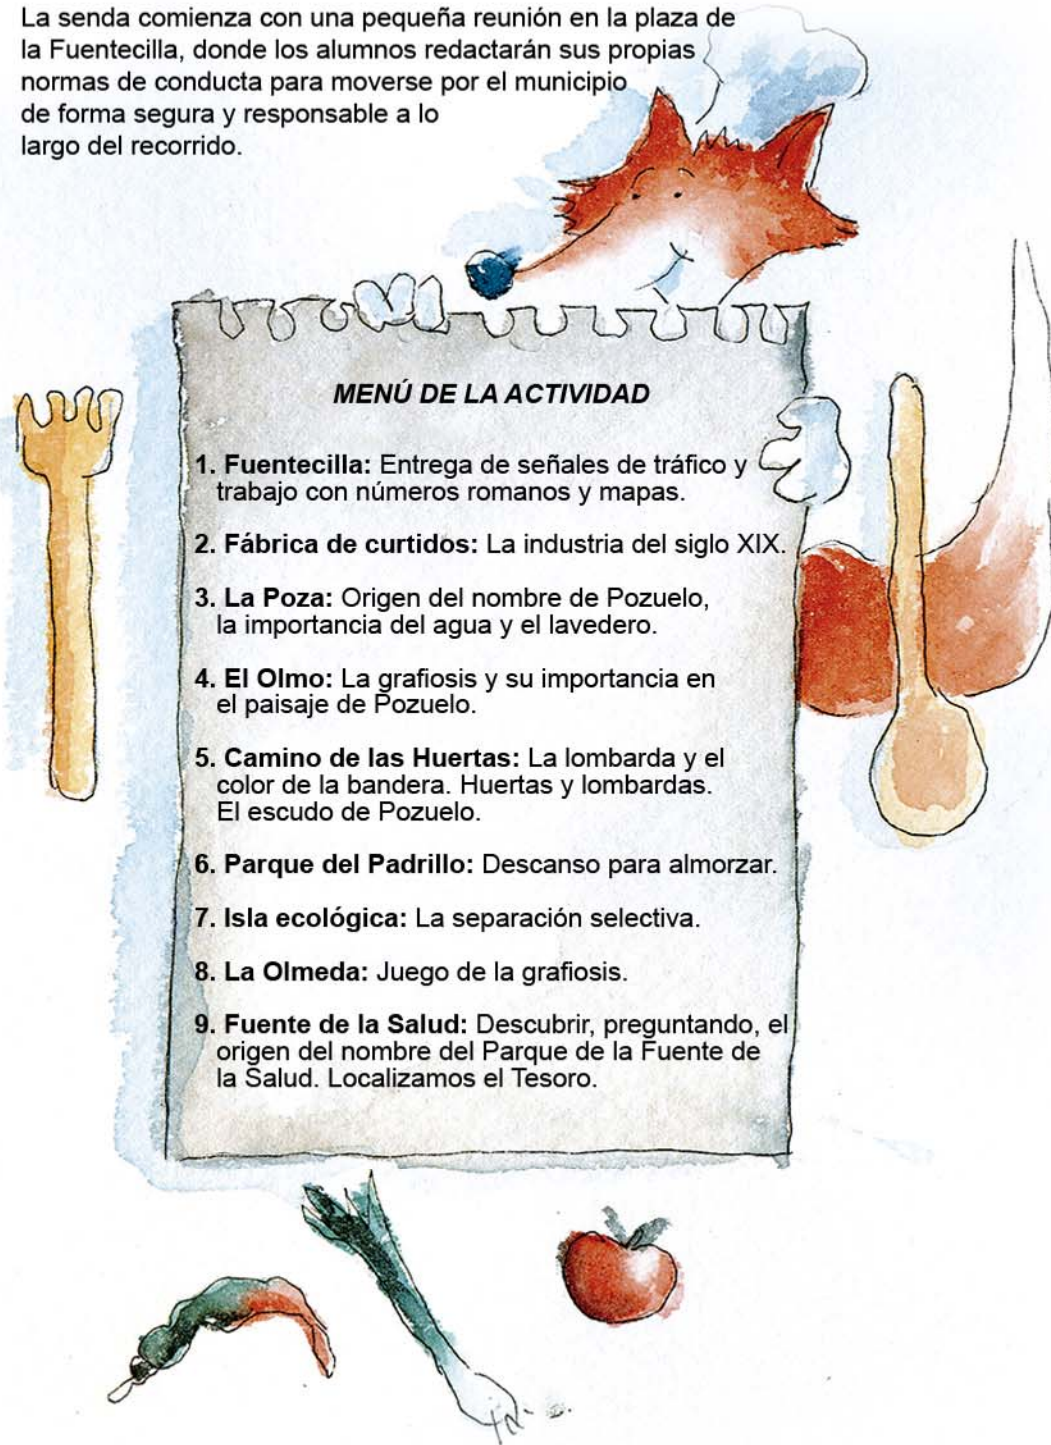 La senda comienza con una pequeña reunión en la plaza de
la Fuentecilla, donde los alumnos redactarán sus propias
normas de conducta para moverse por el municipio
de forma segura y responsable a lo
largo del recorrido.
MENÚ DE LA ACTIVIDAD
1. Fuentecilla: Entrega de señales de tráfico y
trabajo con números romanos y mapas.
2. Fábrica de curtidos: La industria del siglo XIX.
3. La Poza: Origen del nombre de Pozuelo,
la importancia del agua y el lavedero.
4. El Olmo: La grafiosis y su importancia en
el paisaje de Pozuelo.
5. Camino de las Huertas: La lombarda y el
color de la bandera. Huertas y lombardas.
El escudo de Pozuelo.
6. Parque del Padrillo: Descanso para almorzar.
7. Isla ecológica: La separación selectiva.
8. La Olmeda: Juego de la grafiosis.
9. Fuente de la Salud: Descubrir, preguntando, el
origen del nombre del Parque de la Fuente de
la Salud. Localizamos el Tesoro.